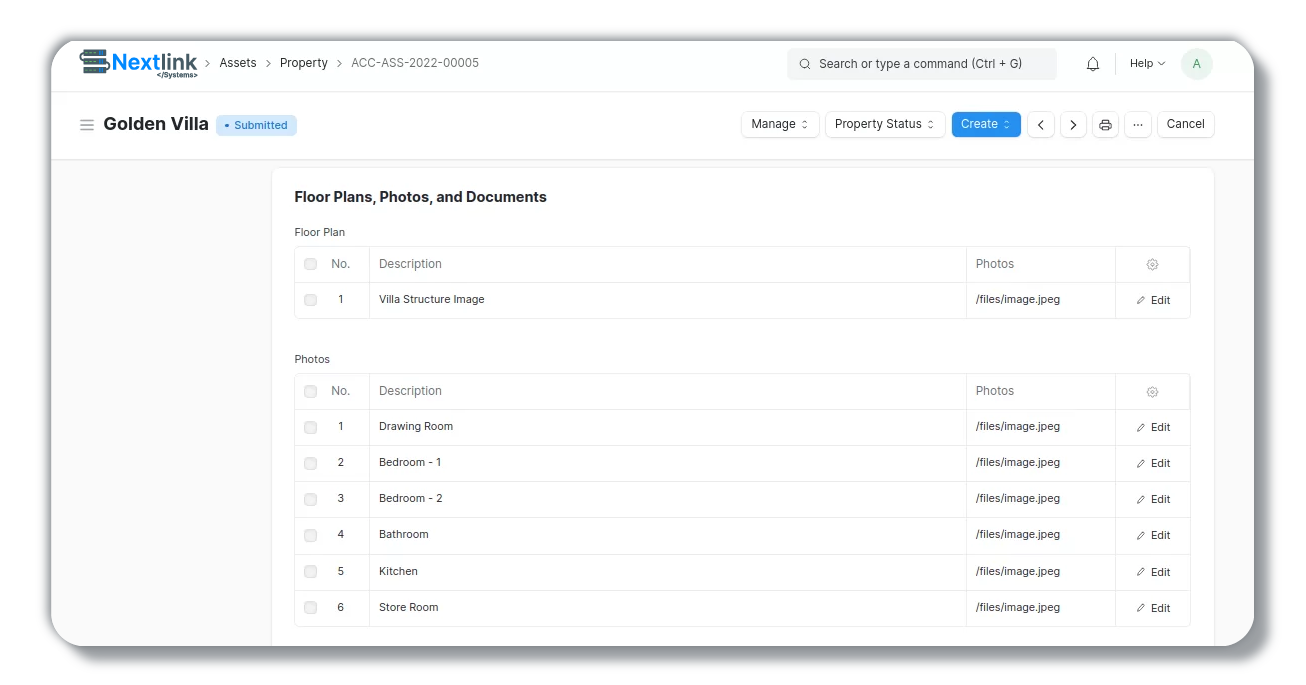 Nextlink
</Systems>
Assets
Property
ACC-ASS-2022-00005
Search or type a command (Ctrl + G)
Help
A
Golden Villa
Submitted
Manage
Property Status
Create
Cancel
Floor Plans, Photos, and Documents
Floor Plan
No. Description Photos
1 Villa Structure Image /files/image.jpeg Edit
Photos
No. Description Photos
1 Drawing Room /files/image.jpeg Edit
2 Bedroom - 1 /files/image.jpeg Edit
3 Bedroom - 2 /files/image.jpeg Edit
4 Bathroom /files/image.jpeg Edit
5 Kitchen /files/image.jpeg Edit
6 Store Room /files/image.jpeg Edit